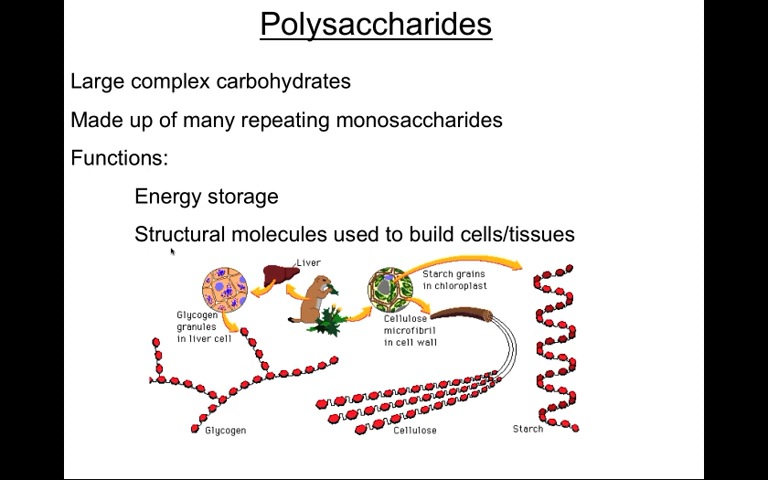 Polysaccharides
Large complex carbohydrates
Made up of many repeating monosaccharides
Functions:
Energy storage
Structural molecules used to build cells/tissues
Liver
Starch grains
in chloroplast
Glycogen
granules
in liver cell
Cellulose
microfibril
in cell wall
Glycogen
Cellulose
Starch